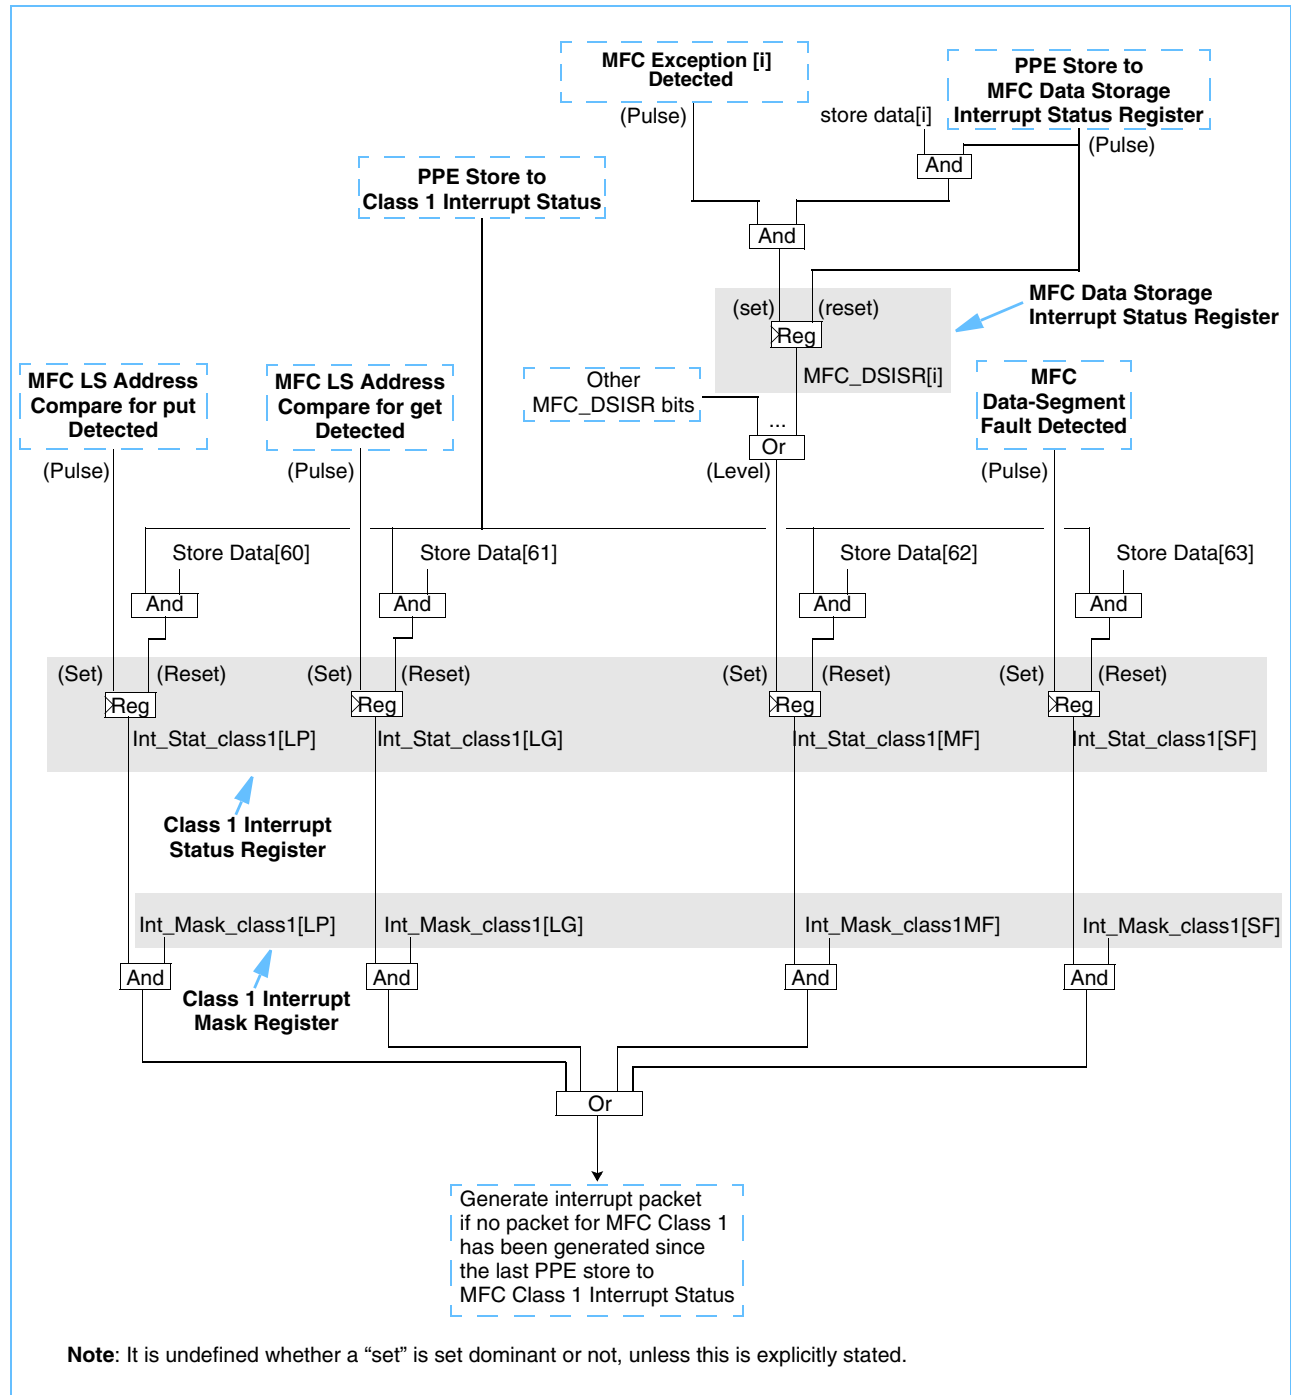 MFC Exception [i]
Detected
PPE Store to
MFC Data Storage
Interrupt Status Register
(Pulse)
store data[i]
(Pulse)
And
PPE Store to
Class 1 Interrupt Status
And
MFC Data Storage
Interrupt Status Register
(set)
(reset)
Reg
MFC_DSISR[i]
MFC LS Address
Compare for put
Detected
MFC LS Address
Compare for get
Detected
Other
MFC_DSISR bits
MFC
Data-Segment
Fault Detected
...
Or
(Pulse)
(Pulse)
(Level)
(Pulse)
Store Data[60]
Store Data[61]
Store Data[62]
Store Data[63]
And
And
And
And
(Set)
(Reset)
(Set)
(Reset)
(Set)
(Reset)
(Set)
(Reset)
Reg
Reg
Reg
Reg
Int_Stat_class1[LP]
Int_Stat_class1[LG]
Int_Stat_class1[MF]
Int_Stat_class1[SF]
Class 1 Interrupt
Status Register
Int_Mask_class1[LP]
Int_Mask_class1[LG]
Int_Mask_class1MF]
Int_Mask_class1[SF]
And
And
And
And
Class 1 Interrupt
Mask Register
Or
Generate interrupt packet
if no packet for MFC Class 1
has been generated since
the last PPE store to
MFC Class 1 Interrupt Status
Note: It is undefined whether a “set” is set dominant or not, unless this is explicitly stated.